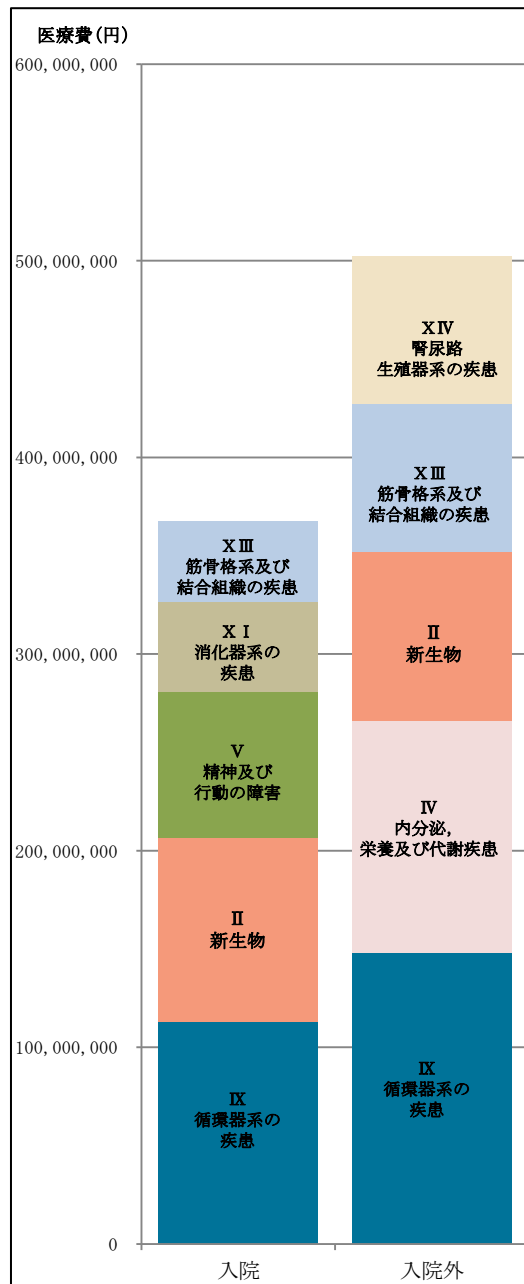 医療費(円)
600,000,000
500,000,000
400,000,000
300,000,000
200,000,000
100,000,000
0
ⅩⅢ
筋骨格系及び
結合組織の疾患
ⅩⅠ
消化器系の
疾患
Ⅴ
精神及び
行動の障害
Ⅱ
新生物
Ⅸ
循環器系の
疾患
ⅩⅣ
腎尿路
生殖器系の疾患
ⅩⅢ
筋骨格系及び
結合組織の疾患
Ⅱ
新生物
Ⅳ
内分泌,
栄養及び代謝疾患
Ⅸ
循環器系の
疾患
入院
入院外